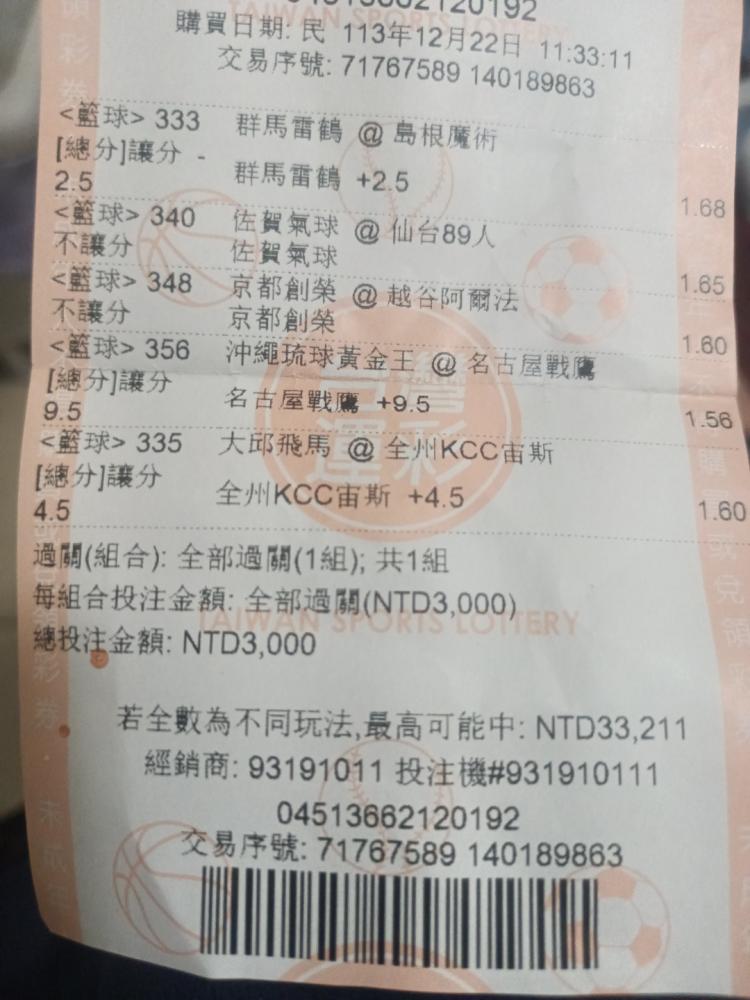 04513662120192
購買日期: 民 113年12月22日 11:33:11
交易序號: 71767589 140189863
<籃球> 333 群馬雷鶴 @ 島根魔術
[總分]讓分 -
2.5 群馬雷鶴 +2.5 1.68
<籃球> 340 佐賀氣球 @ 仙台89人
不讓分 佐賀氣球 1.65
<籃球> 348 京都創榮 @ 越谷阿爾法
不讓分 京都創榮 1.60
<籃球> 356 沖繩琉球黃金王 @ 名古屋戰鷹
[總分]讓分
9.5 名古屋戰鷹 +9.5 1.56
<籃球> 335 大邱飛馬 @ 全州KCC宙斯
[總分]讓分
4.5 全州KCC宙斯 +4.5 1.60
過關(組合): 全部過關(1組); 共1組
每組合投注金額: 全部過關(NTD3,000)
TAIWAN SPORTS LOTTERY
總投注金額: NTD3,000
若全數為不同玩法,最高可能中: NTD33,211
經銷商: 93191011 投注機#931910111
04513662120192
交易序號: 71767589 140189863